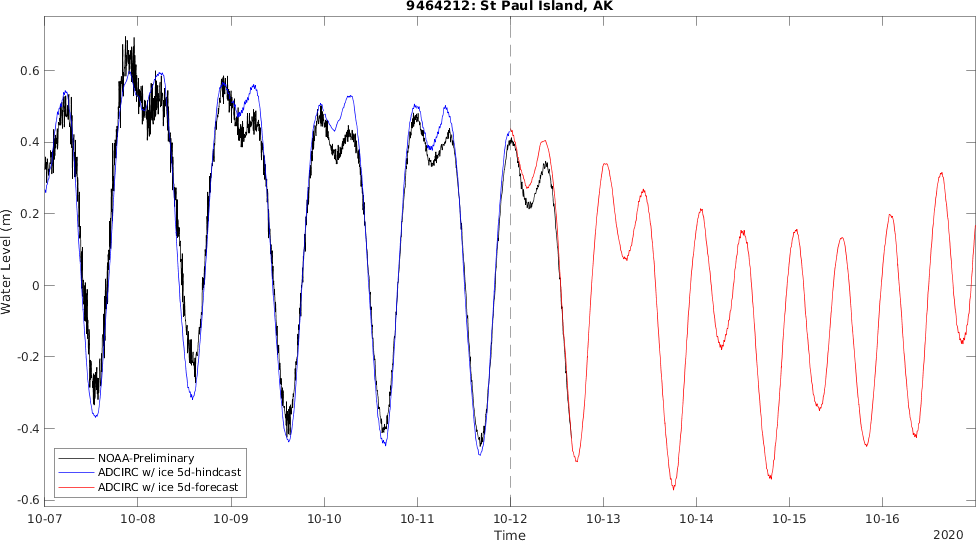 9464212: St Paul Island, AK
Water Level (m)
0.6
0.4
0.2
0
-0.2
-0.4
-0.6
NOAA-Preliminary
ADCIRC w/ ice 5d-hindcast
ADCIRC w/ ice 5d-forecast
10-07 10-08 10-09 10-10 10-11 10-12 10-13 10-14 10-15 10-16
Time
2020